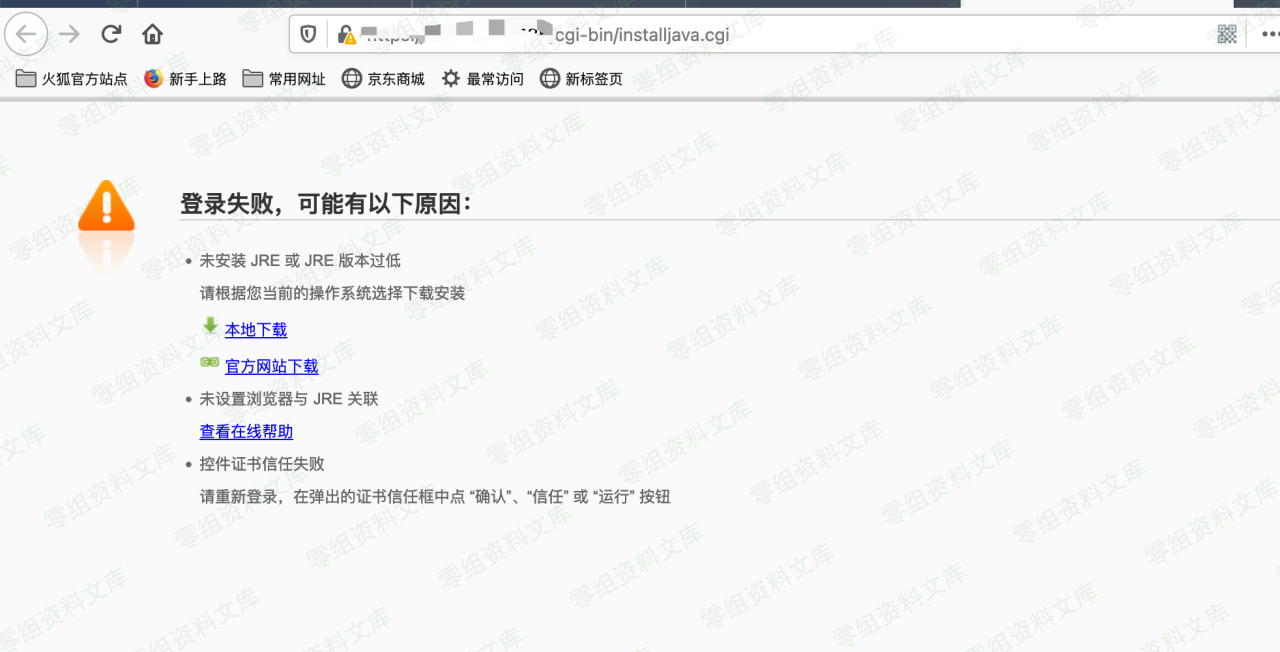 cgi-bin/installjava.cgi
火狐官方站点 新手上路 常用网址 京东商城 最常访问 新标签页
登录失败，可能有以下原因：
• 未安装 JRE 或 JRE 版本过低
请根据您当前的操作系统选择下载安装
本地下载
官方网站下载
• 未设置浏览器与 JRE 关联
查看在线帮助
• 控件证书信任失败
请重新登录，在弹出的证书信任框中点 “确认”、“信任” 或 “运行” 按钮
零组资料文库